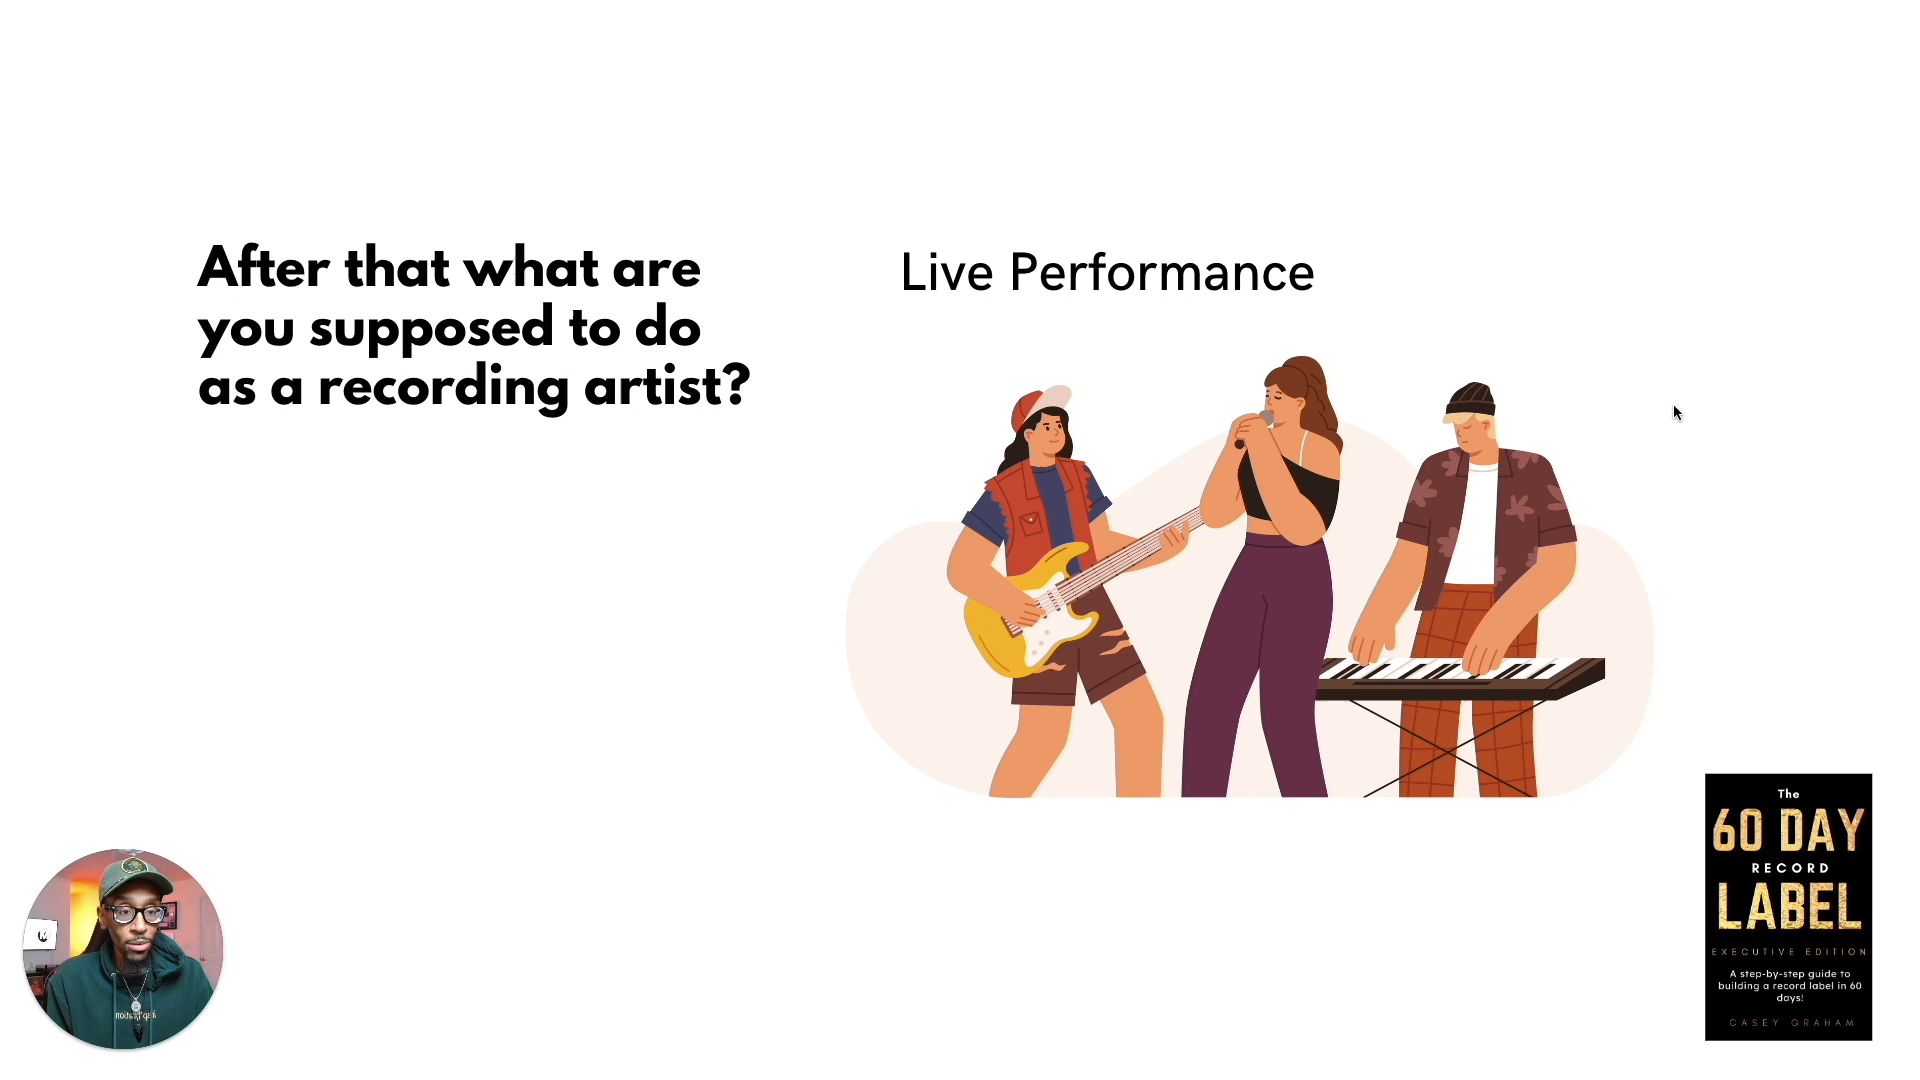 After that what are
you supposed to do
as a recording artist?
Live Performance
The
60 DAY
RECORD
LABEL
EXECUTIVE EDITION
A step-by-step guide to
building a record label in 60
days!
CASEY GRAHAM